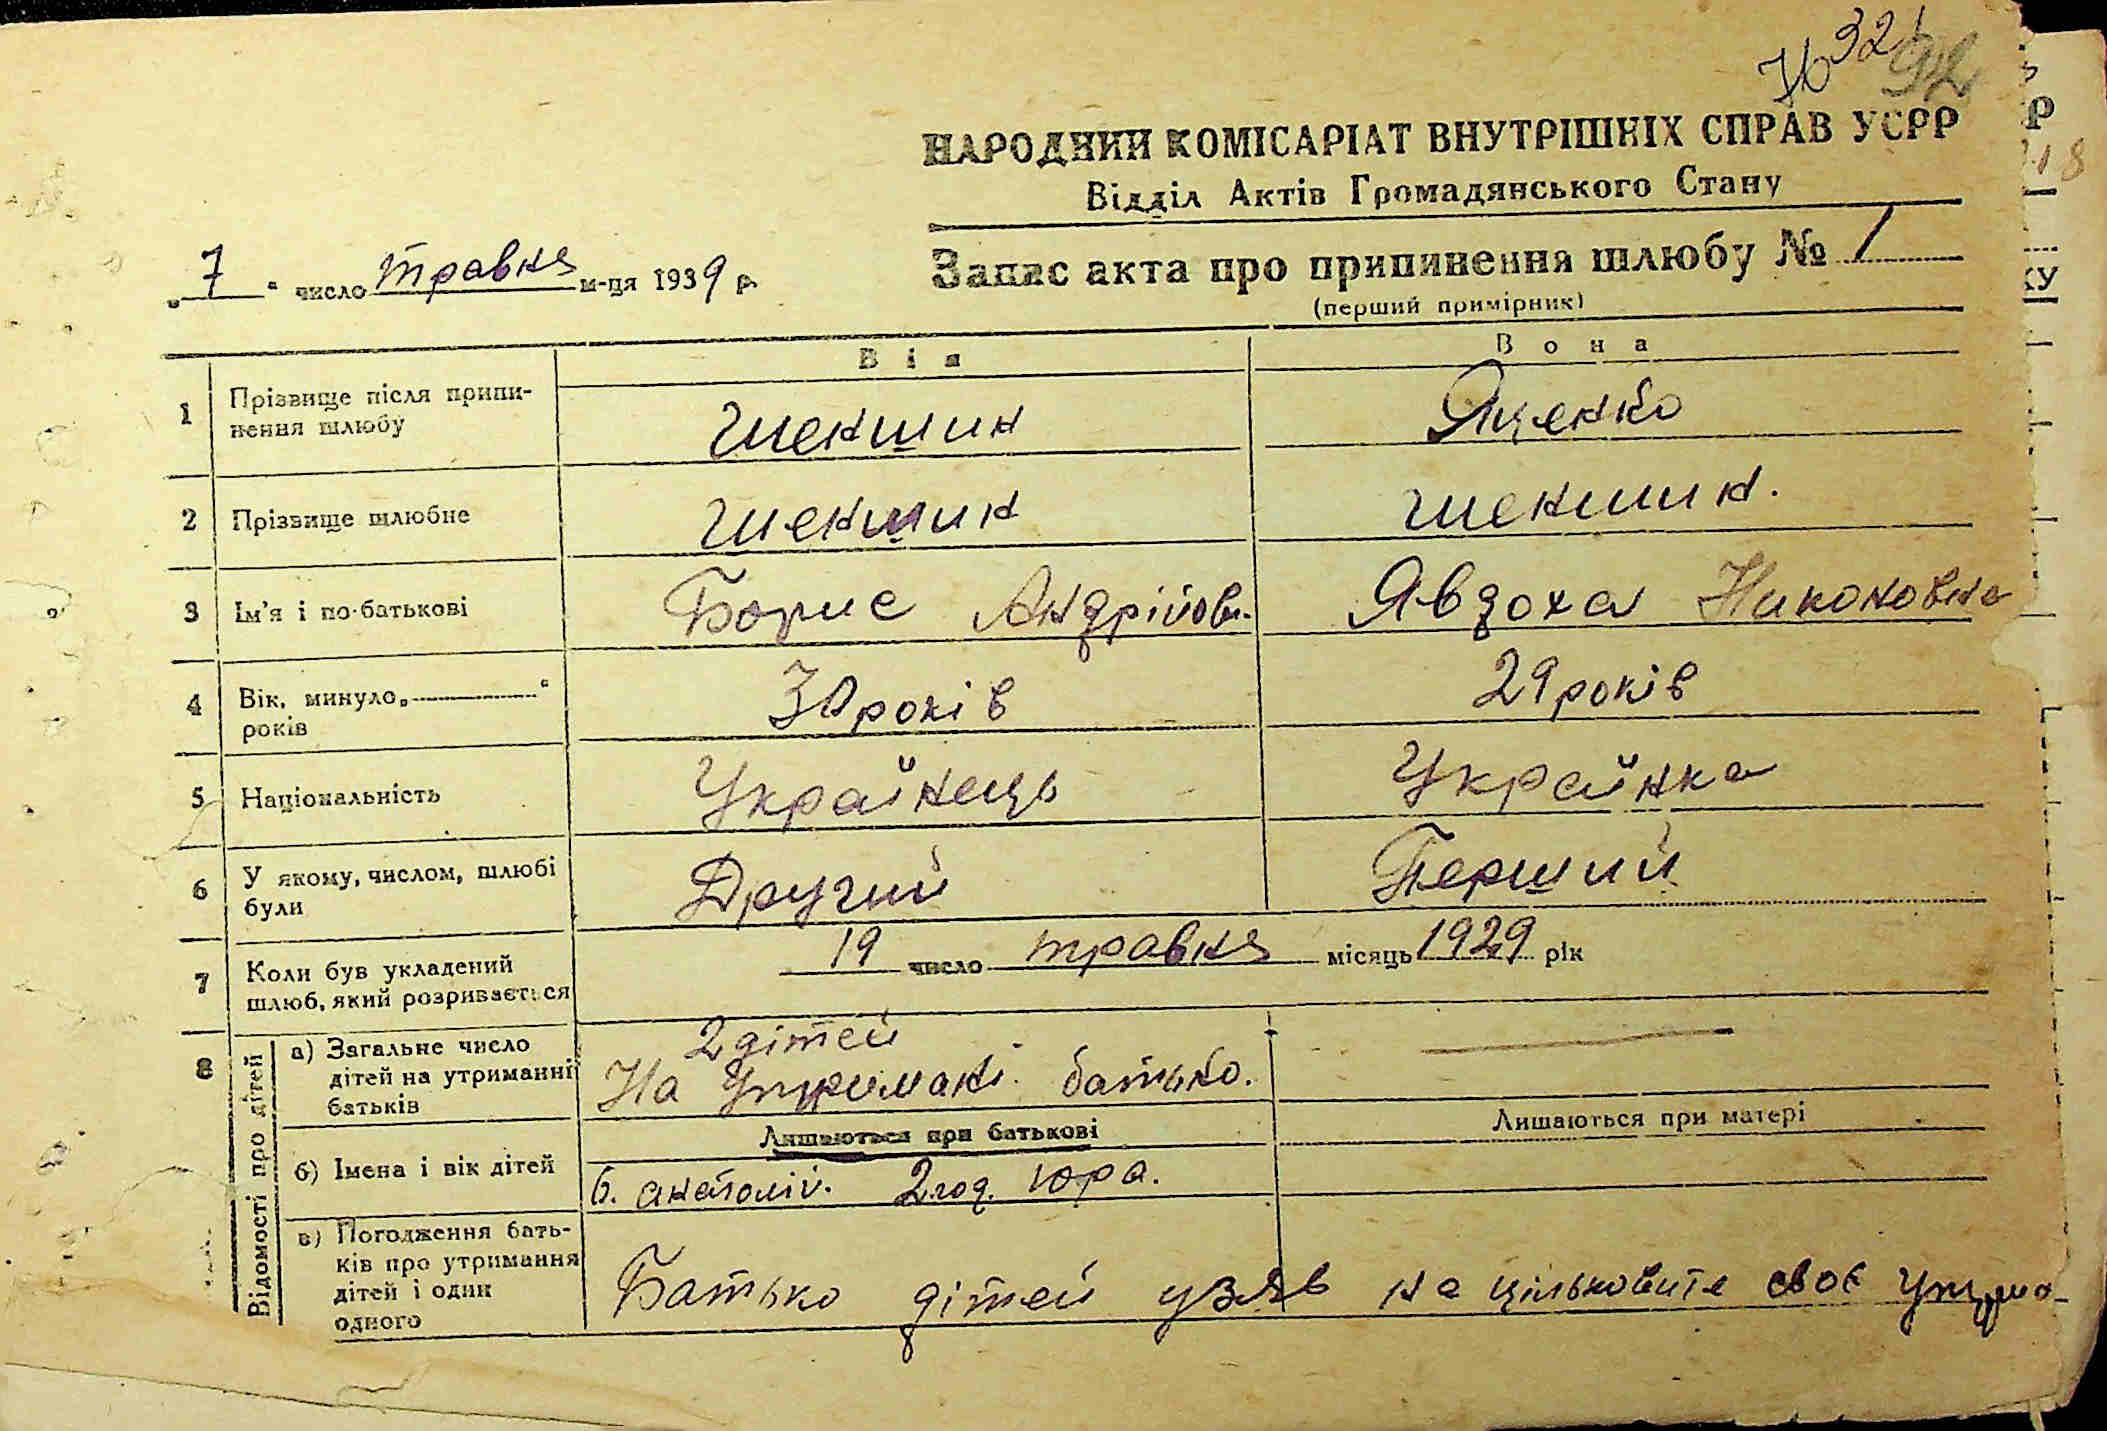 321
92
НАРОДНИЙ КОМІСАРІАТ ВНУТРІШНІХ СПРАВ УСРР
Відділ Актів Громадянського Стану
„7“ число травня м-ця 1939 р.
Запис акта про припинення шлюбу № 1
(перший примірник)
Він
Вона
1 Прізвище після припи-
нення шлюбу
Шекшин
Яценко
2 Прізвище шлюбне
Шекшин
Шекшин.
3 Ім'я і по-батькові
Борис Андрійов.
Явдоха Никоновна
4 Вік, минуло „ “
років
30 років
29 років
5 Національність
Українець
Українка
6 У якому, числом, шлюбі
були
Другий
Перший
7 Коли був укладений
шлюб, який розривається
19 число травня місяць 1929 рік
8 Відомості про дітей
а) Загальне число
дітей на утриманні
батьків
2 дітей
На утримані батько.
б) Імена і вік дітей
Лишаються при батькові
Лишаються при матері
6. анатолій. 2 год. Юра.
в) Погодження бать-
ків про утримання
дітей і один
одного
Батько дітей узяв на цільковите своє утрима